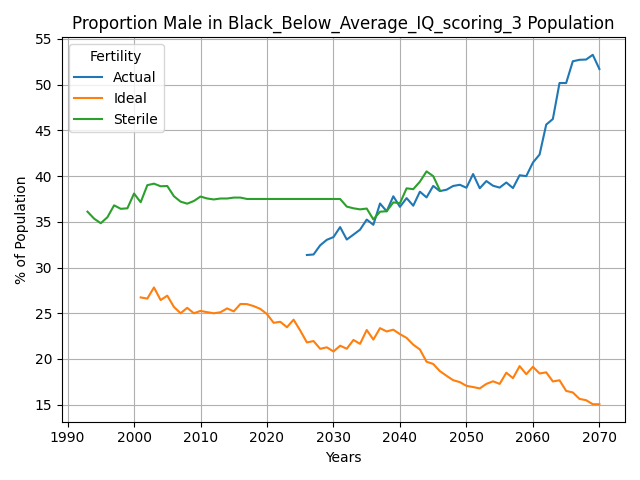 Proportion Male in Black_Below_Average_IQ_scoring_3 Population
% of Population
55
50
45
40
35
30
25
20
15
Fertility
Actual
Ideal
Sterile
1990 2000 2010 2020 2030 2040 2050 2060 2070
Years